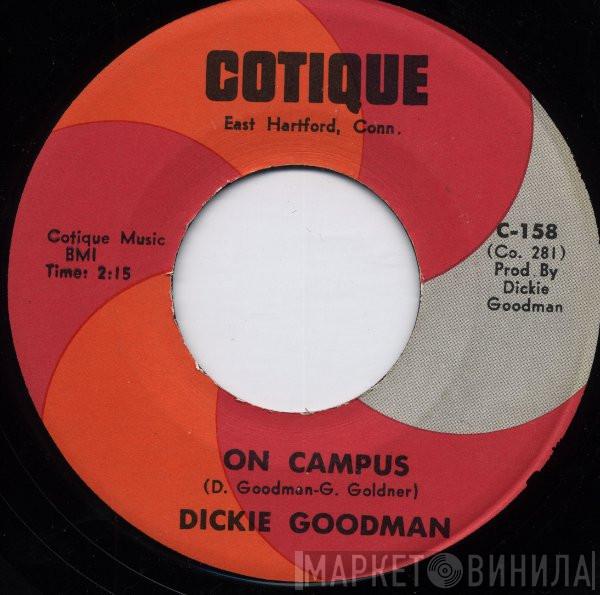 COTIQUE
East Hartford, Conn.
Cotique Music
BMI
Time: 2:15
C-158
(Co. 281)
Prod By
Dickie
Goodman
ON CAMPUS
(D. Goodman-G. Goldner)
DICKIE GOODMAN
МАРКЕТ ВИНИЛА